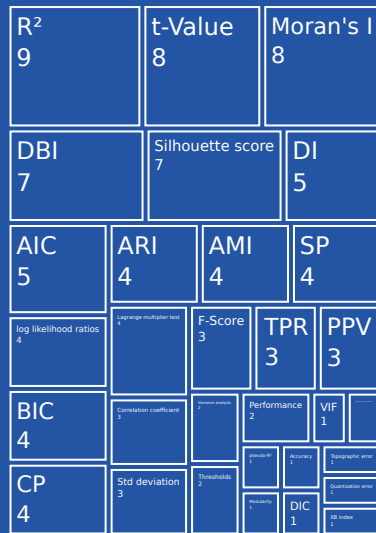 R²
9
t-Value
8
Moran's I
8
DBI
7
Silhouette score
7
DI
5
AIC
5
ARI
4
AMI
4
SP
4
log likelihood ratios
4
Lagrange multiplier test
4
F-Score
3
TPR
3
PPV
3
BIC
4
Correlation coefficient
3
Variance analysis
2
Performance
2
VIF
1
CP
4
Std deviation
3
Thresholds
2
pseudo-R²
1
Accuracy
1
Topographic error
1
Modularity
1
DIC
1
Quantization error
1
XB index
1